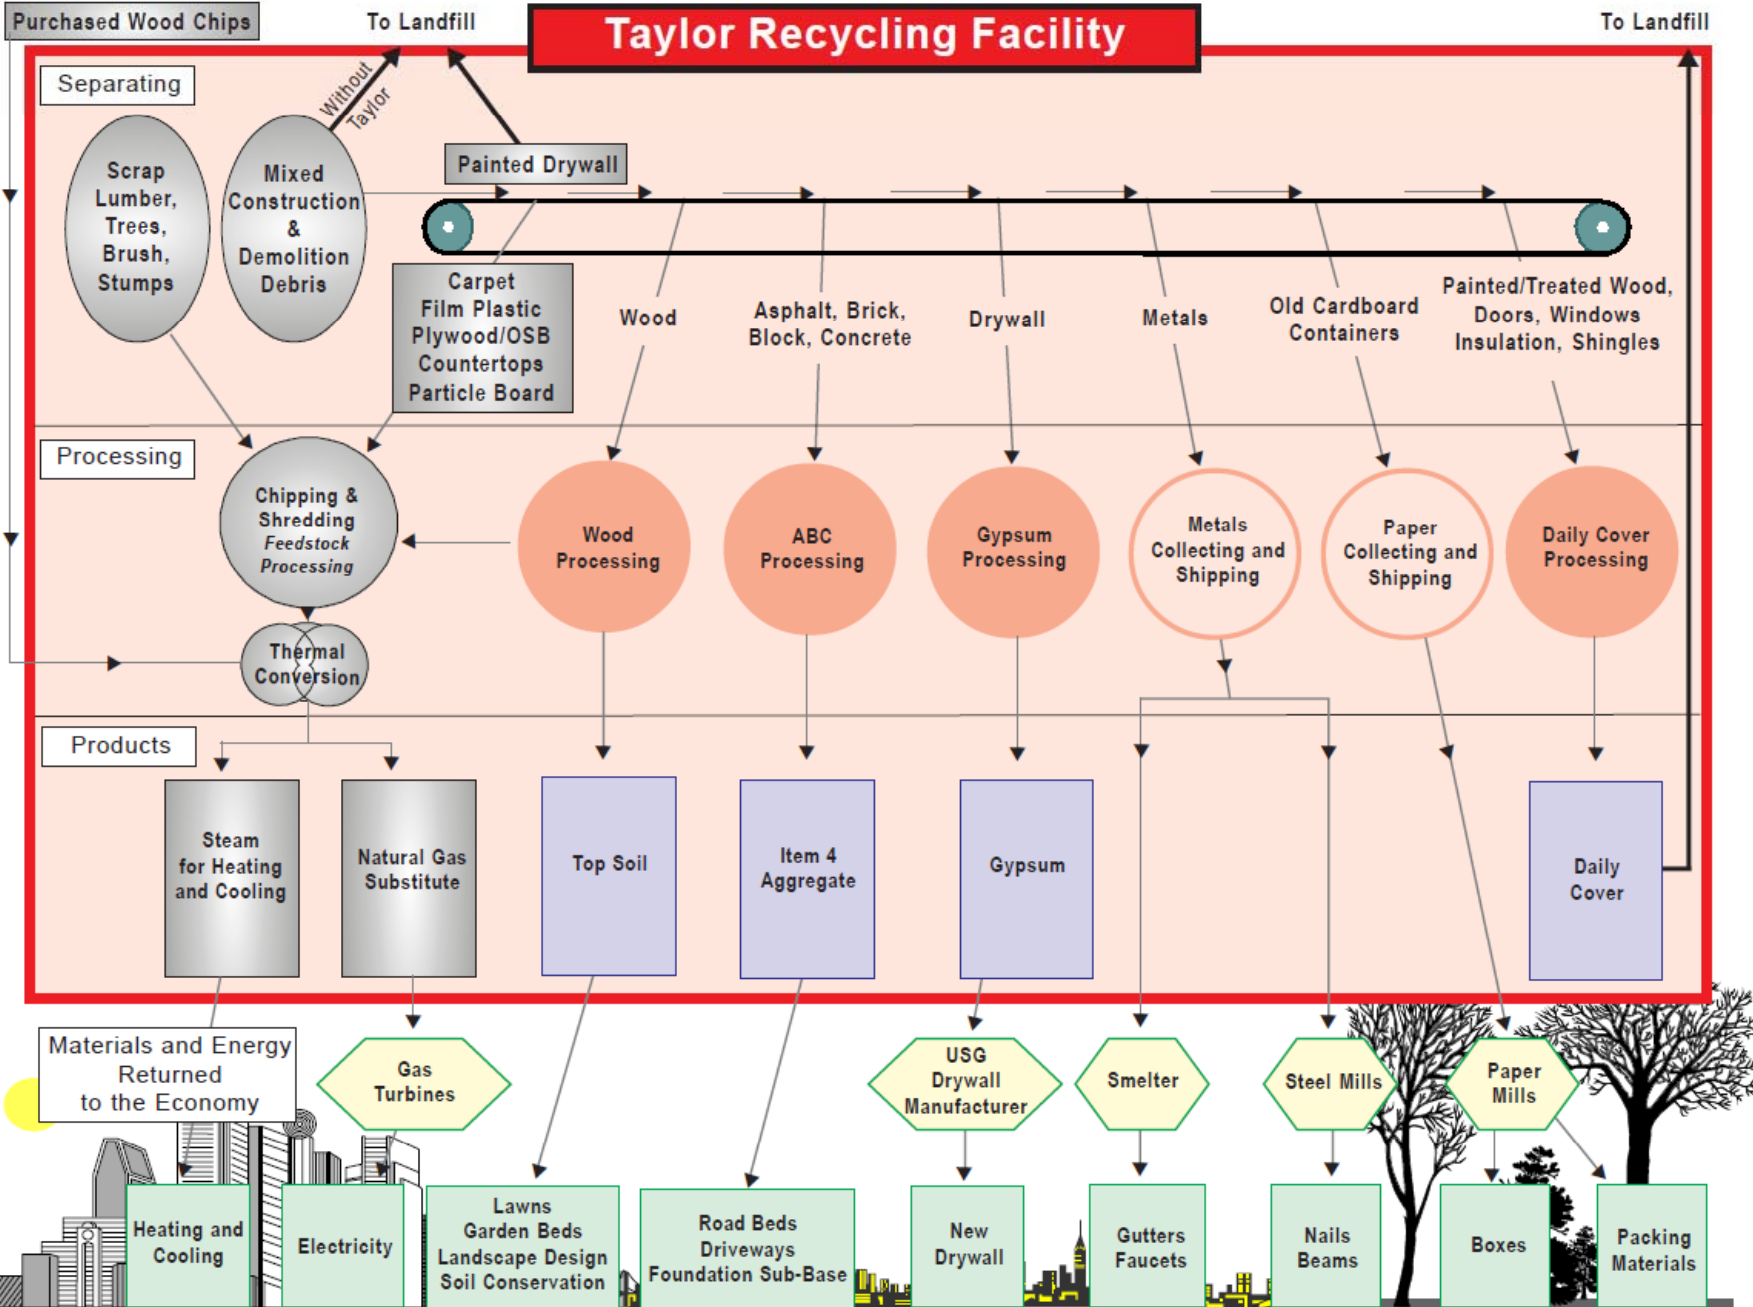 Purchased Wood Chips
To Landfill
Taylor Recycling Facility
To Landfill
Separating
Without
Taylor
Scrap
Lumber,
Trees,
Brush,
Stumps
Mixed
Construction
&
Demolition
Debris
Painted Drywall
Carpet
Film Plastic
Plywood/OSB
Countertops
Particle Board
Wood
Asphalt, Brick,
Block, Concrete
Drywall
Metals
Old Cardboard
Containers
Painted/Treated Wood,
Doors, Windows
Insulation, Shingles
Processing
Chipping &
Shredding
Feedstock
Processing
Wood
Processing
ABC
Processing
Gypsum
Processing
Metals
Collecting and
Shipping
Paper
Collecting and
Shipping
Daily Cover
Processing
Thermal
Conversion
Products
Steam
for Heating
and Cooling
Natural Gas
Substitute
Top Soil
Item 4
Aggregate
Gypsum
Daily
Cover
Materials and Energy
Returned
to the Economy
Gas
Turbines
USG
Drywall
Manufacturer
Smelter
Steel Mills
Paper
Mills
Heating and
Cooling
Electricity
Lawns
Garden Beds
Landscape Design
Soil Conservation
Road Beds
Driveways
Foundation Sub-Base
New
Drywall
Gutters
Faucets
Nails
Beams
Boxes
Packing
Materials